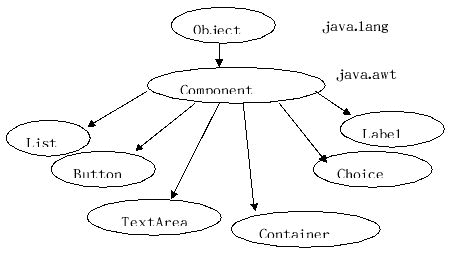 Object
java.lang
java.awt
Component
List
Button
TextArea
Container
Choice
Label